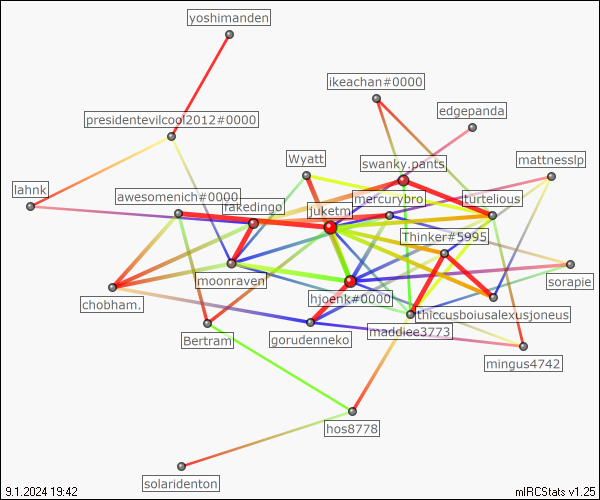 yoshimanden
ikeachan#0000
edgepanda
presidentevilcool2012#0000
Wyatt
swanky.pants
mattnesslp
lahnk
awesomenich#0000
fakedingo
juketm
mercurybro
turtelious
Thinker#5995
moonraven
hjoenk#0000
sorapie
chobham.
thiccusboiusalexusjoneus
Bertram
gorudenneko
maddiee3773
mingus4742
hos8778
solaridenton
9.1.2024 19:42
mIRCStats v1.25